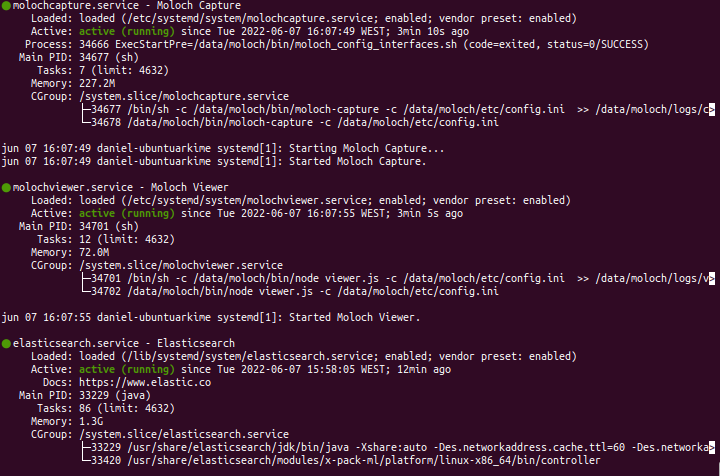 ●molochcapture.service - Moloch Capture
Loaded: loaded (/etc/systemd/system/molochcapture.service; enabled; vendor preset: enabled)
Active: active (running) since Tue 2022-06-07 16:07:49 WEST; 3min 10s ago
Process: 34666 ExecStartPre=/data/moloch/bin/moloch_config_interfaces.sh (code=exited, status=0/SUCCESS)
Main PID: 34677 (sh)
Tasks: 7 (limit: 4632)
Memory: 227.2M
CGroup: /system.slice/molochcapture.service
├─34677 /bin/sh -c /data/moloch/bin/moloch-capture -c /data/moloch/etc/config.ini  >> /data/moloch/logs/c>
└─34678 /data/moloch/bin/moloch-capture -c /data/moloch/etc/config.ini
jun 07 16:07:49 daniel-ubuntuarkime systemd[1]: Starting Moloch Capture...
jun 07 16:07:49 daniel-ubuntuarkime systemd[1]: Started Moloch Capture.
●molochviewer.service - Moloch Viewer
Loaded: loaded (/etc/systemd/system/molochviewer.service; enabled; vendor preset: enabled)
Active: active (running) since Tue 2022-06-07 16:07:55 WEST; 3min 5s ago
Main PID: 34701 (sh)
Tasks: 12 (limit: 4632)
Memory: 72.0M
CGroup: /system.slice/molochviewer.service
├─34701 /bin/sh -c /data/moloch/bin/node viewer.js -c /data/moloch/etc/config.ini  >> /data/moloch/logs/v>
└─34702 /data/moloch/bin/node viewer.js -c /data/moloch/etc/config.ini
jun 07 16:07:55 daniel-ubuntuarkime systemd[1]: Started Moloch Viewer.
●elasticsearch.service - Elasticsearch
Loaded: loaded (/lib/systemd/system/elasticsearch.service; enabled; vendor preset: enabled)
Active: active (running) since Tue 2022-06-07 15:58:05 WEST; 12min ago
Docs: https://www.elastic.co
Main PID: 33229 (java)
Tasks: 86 (limit: 4632)
Memory: 1.3G
CGroup: /system.slice/elasticsearch.service
├─33229 /usr/share/elasticsearch/jdk/bin/java -Xshare:auto -Des.networkaddress.cache.ttl=60 -Des.networka>
└─33420 /usr/share/elasticsearch/modules/x-pack-ml/platform/linux-x86_64/bin/controller